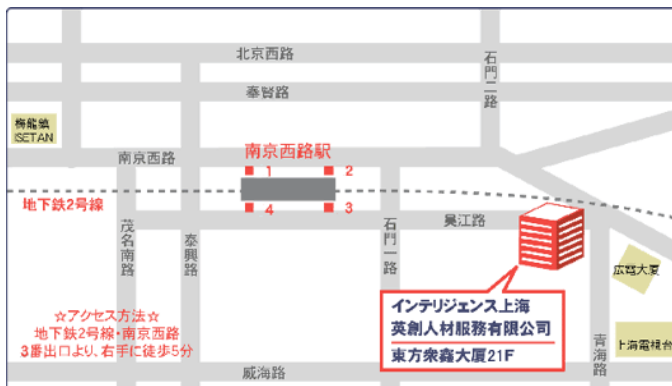 北京西路
石門二路
奉賢路
梅龍鎮
ISETAN
南京西路
南京西路駅
1
2
地下鉄2号線
4
3
茂名南路
泰興路
石門一路
吴江路
広電大厦
インテリジェンス上海
英創人材服務有限公司
東方衆鑫大厦21F
☆アクセス方法☆
地下鉄2号線・南京西路
3番出口より、右手に徒歩5分
青海路
上海電視台
威海路